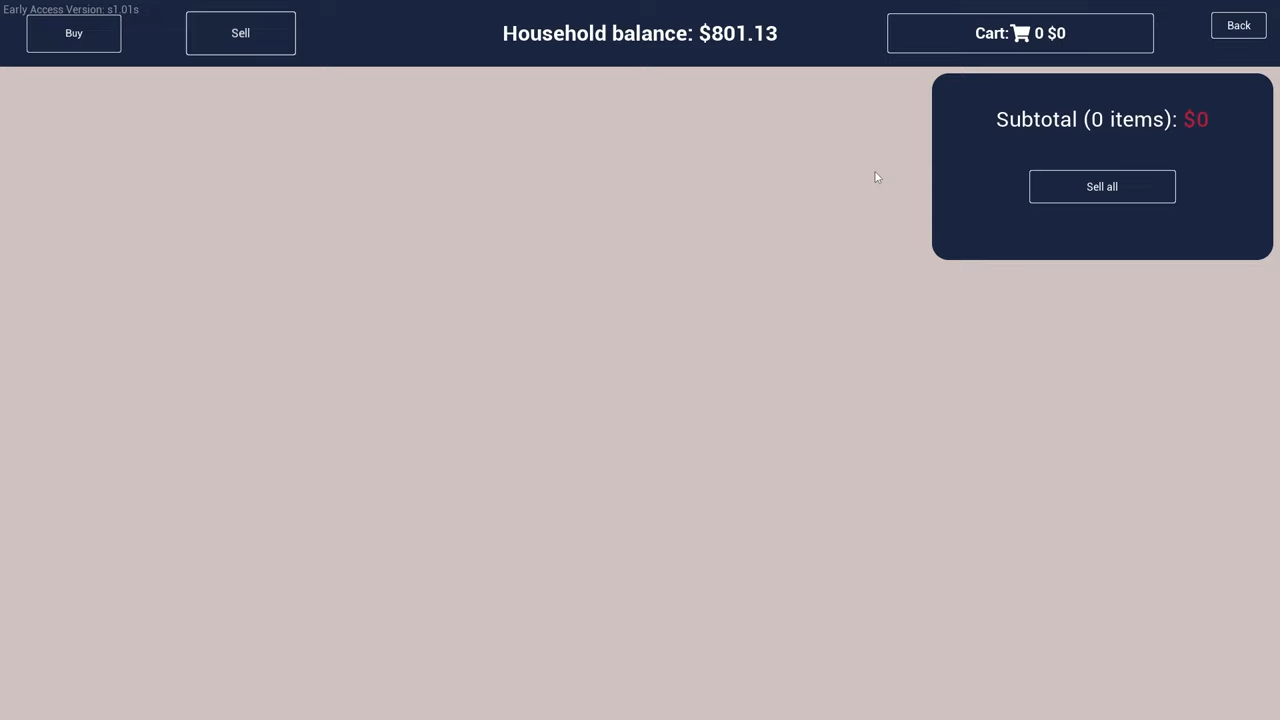 Early Access Version: s1.01s
Buy
Sell
Household balance: $801.13
Cart: 0 $0
Back
Subtotal (0 items): $0
Sell all